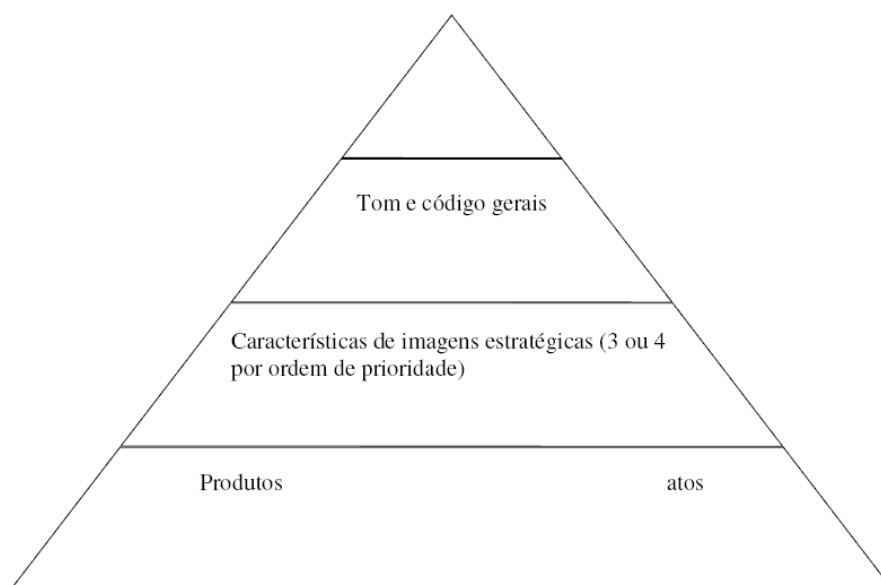 Tom e código gerais
Características de imagens estratégicas (3 ou 4
por ordem de prioridade)
Produtos atos